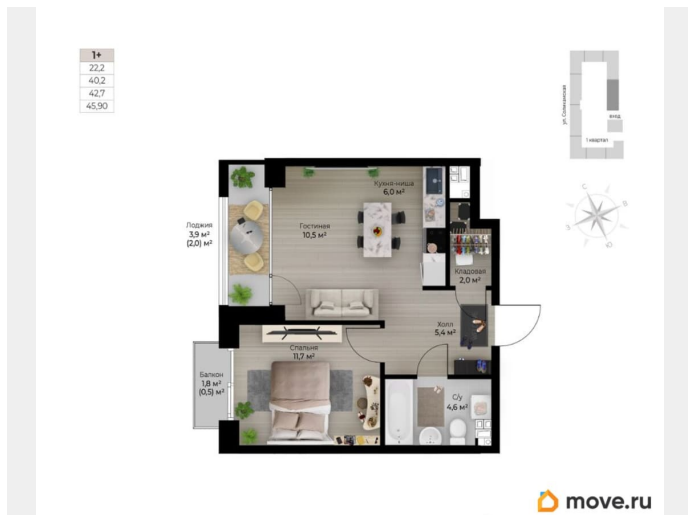 1+
22,2
40,2
42,7
45,90
ул. Солечанская
вход
1 квартал
С
В
Ю
З
Кухня-ниша
6,0 м²
Гостиная
10,5 м²
Лоджия
3,9 м²
(2,0) м²
Кладовая
2,0 м²
Холл
5,4 м²
Спальня
11,7 м²
Балкон
1,8 м²
(0,5) м²
С/у
4,6 м²
move.ru